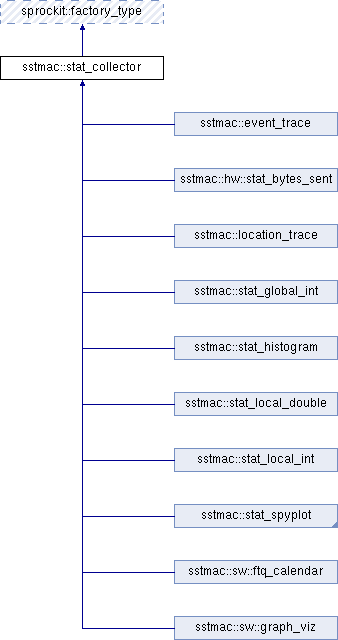 sprockit::factory_type
sstmac::stat_collector
sstmac::event_trace
sstmac::hw::stat_bytes_sent
sstmac::location_trace
sstmac::stat_global_int
sstmac::stat_histogram
sstmac::stat_local_double
sstmac::stat_local_int
sstmac::stat_spyplot
sstmac::sw::ftq_calendar
sstmac::sw::graph_viz